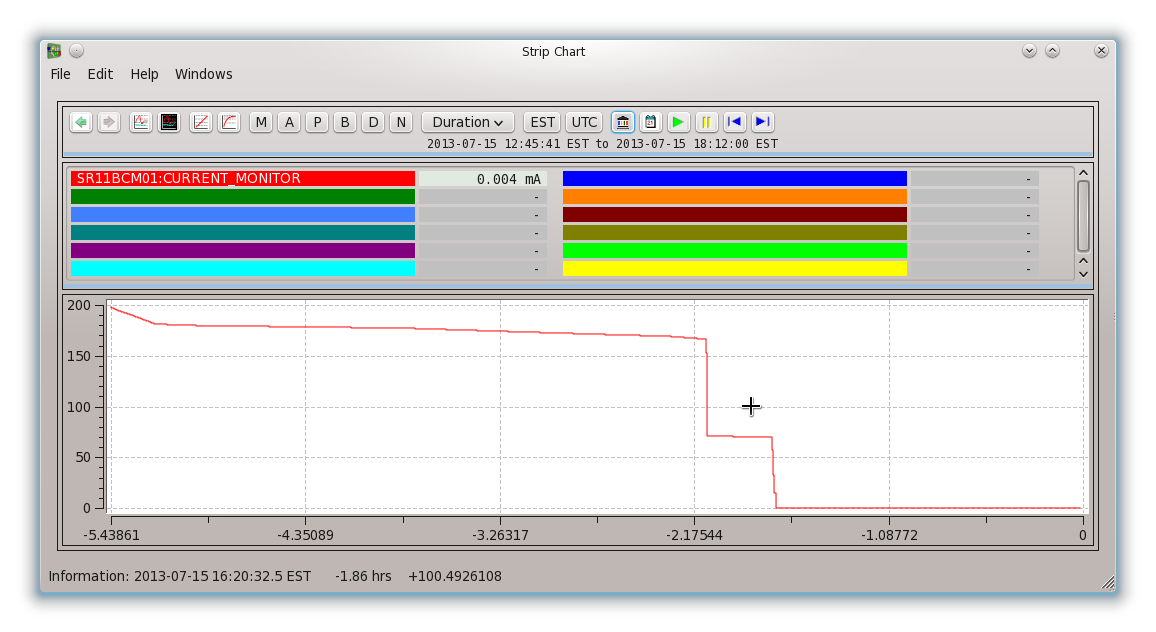 Strip Chart
File Edit Help Windows
M A P B D N Duration EST UTC
2013-07-15 12:45:41 EST to 2013-07-15 18:12:00 EST
SR11BCM01:CURRENT_MONITOR 0.004 mA -
- -
- -
- -
- -
- -
200
150
100
50
0
-5.43861 -4.35089 -3.26317 -2.17544 -1.08772 0
Information: 2013-07-15 16:20:32.5 EST -1.86 hrs +100.4926108